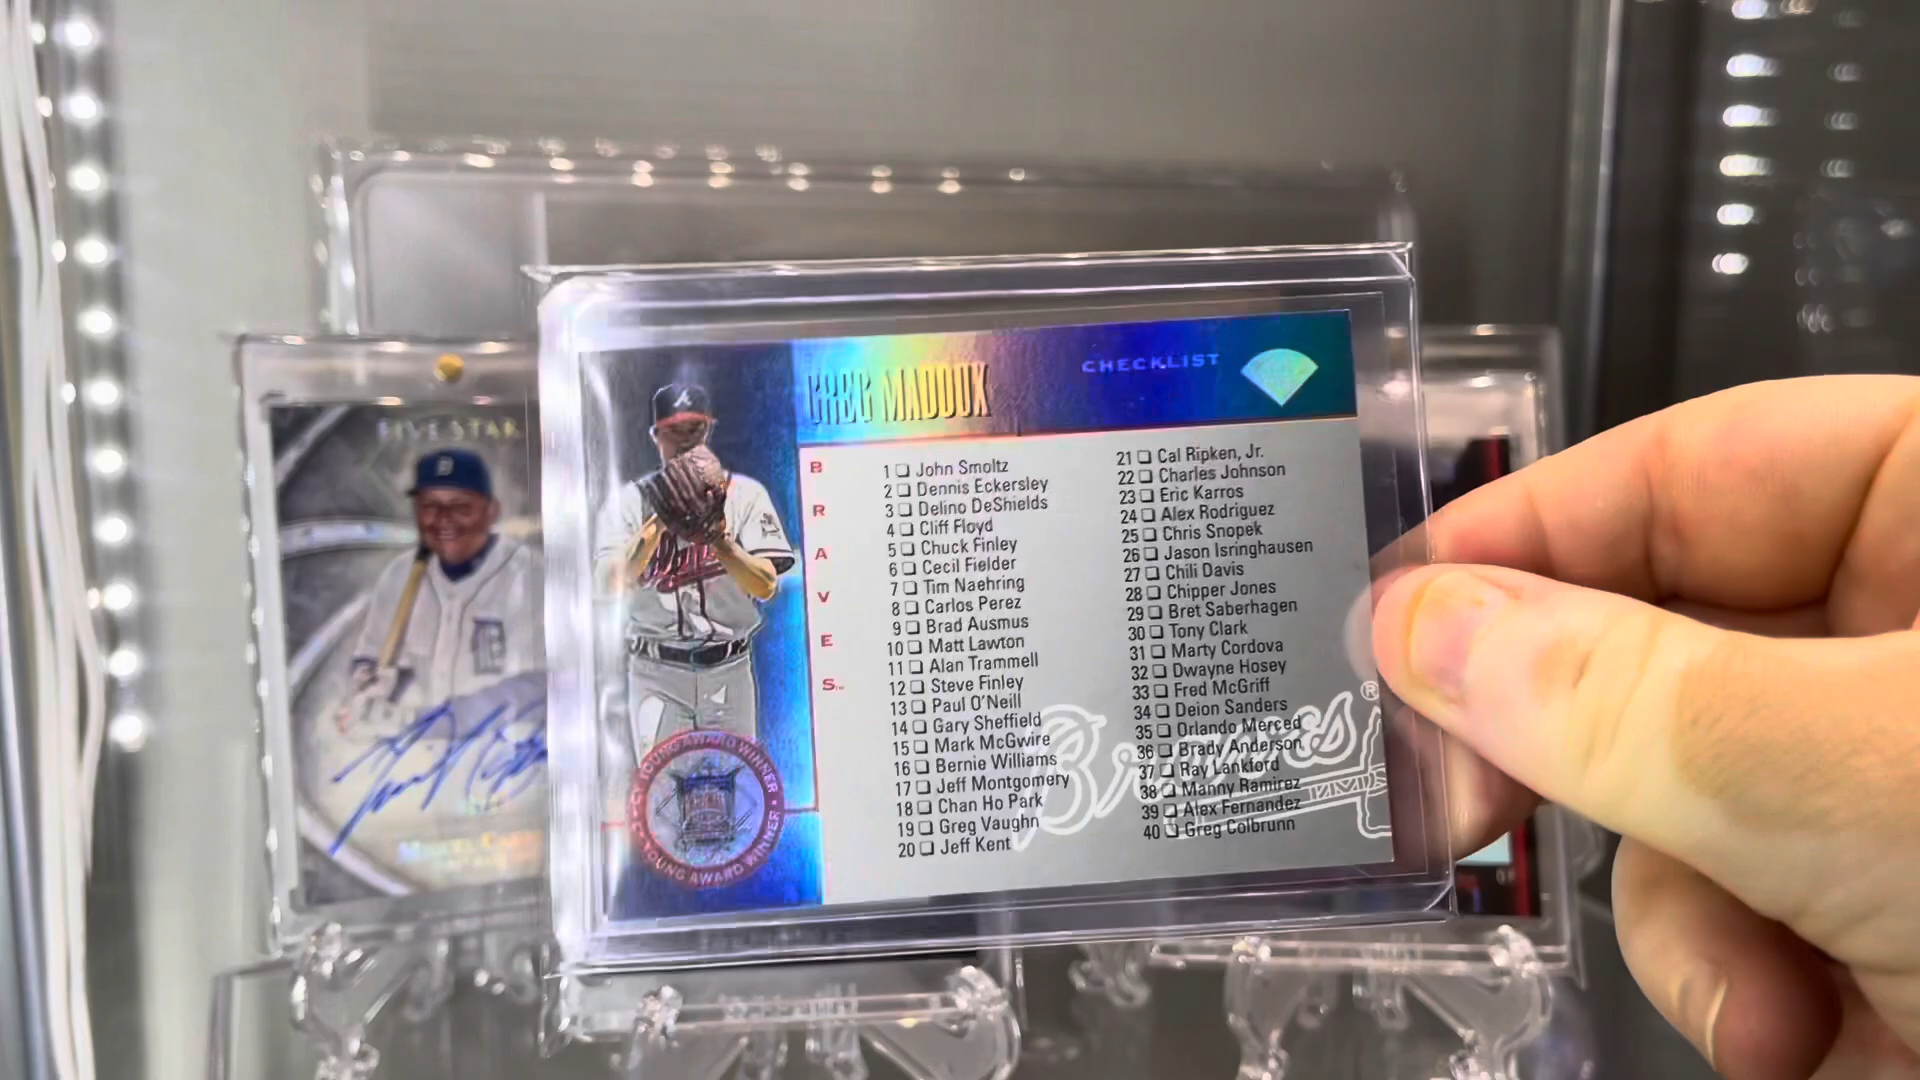 FIVE STAR
GREG MADDUX
CHECKLIST
BRAVES™
1 John Smoltz
2 Dennis Eckersley
3 Delino DeShields
4 Cliff Floyd
5 Chuck Finley
6 Cecil Fielder
7 Tim Naehring
8 Carlos Perez
9 Brad Ausmus
10 Matt Lawton
11 Alan Trammell
12 Steve Finley
13 Paul O'Neill
14 Gary Sheffield
15 Mark McGwire
16 Bernie Williams
17 Jeff Montgomery
18 Chan Ho Park
19 Greg Vaughn
20 Jeff Kent
21 Cal Ripken, Jr.
22 Charles Johnson
23 Eric Karros
24 Alex Rodriguez
25 Chris Snopek
26 Jason Isringhausen
27 Chili Davis
28 Chipper Jones
29 Bret Saberhagen
30 Tony Clark
31 Marty Cordova
32 Dwayne Hosey
33 Fred McGriff
34 Deion Sanders
35 Orlando Merced
36 Brady Anderson
37 Ray Lankford
38 Manny Ramirez
39 Alex Fernandez
40 Greg Colbrunn
Braves®
CY YOUNG AWARD WINNER • CY YOUNG AWARD WINNER •